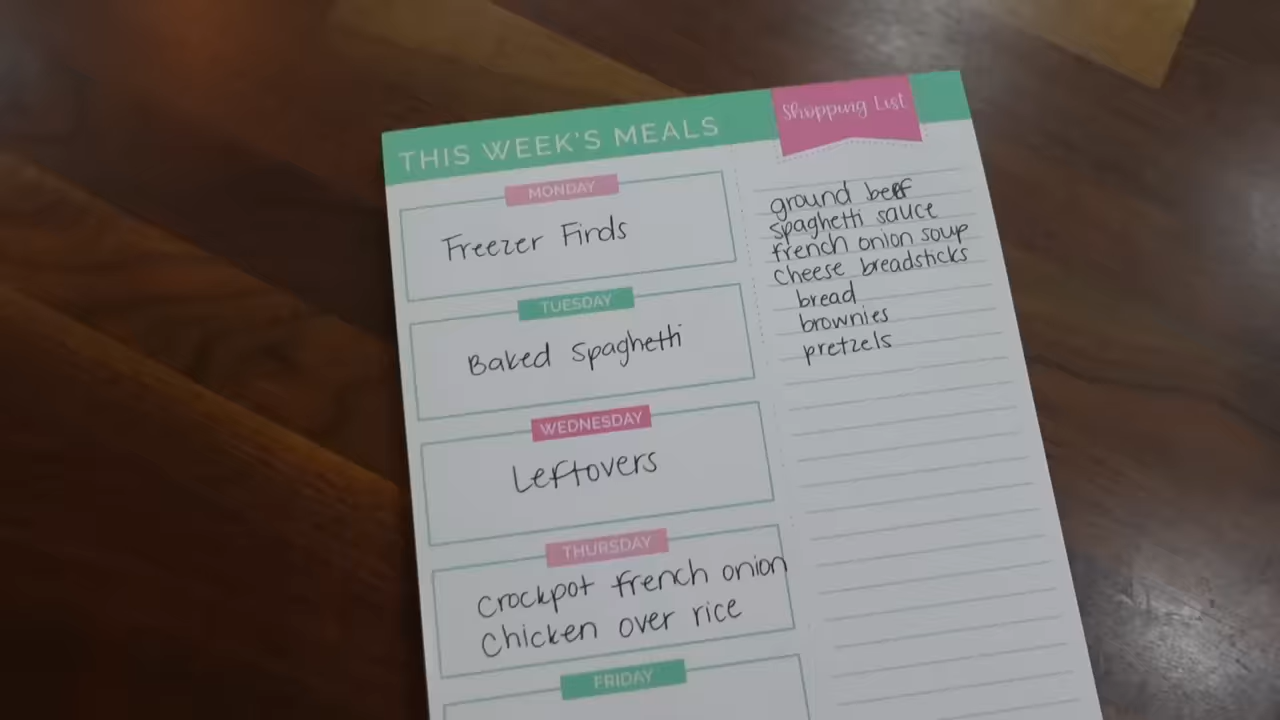 THIS WEEK'S MEALS
Shopping List
MONDAY
Freezer Finds
TUESDAY
Baked Spaghetti
WEDNESDAY
Leftovers
THURSDAY
Crockpot french onion
Chicken over rice
FRIDAY
ground beef
spaghetti sauce
french onion soup
cheese breadsticks
bread
brownies
pretzels